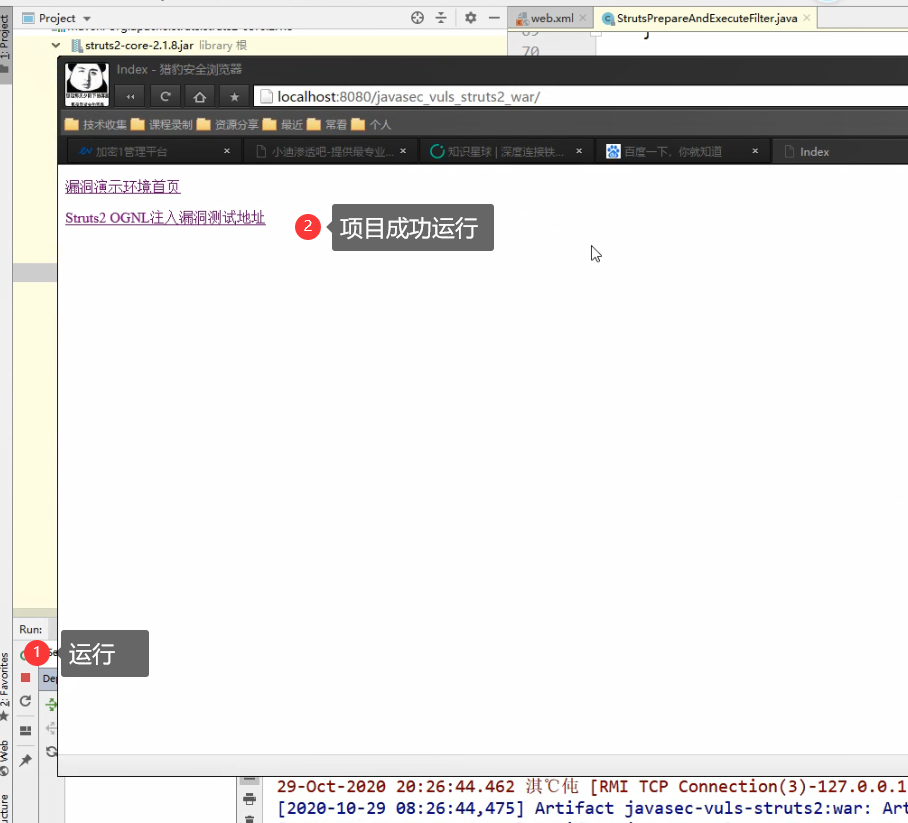 Project
web.xml
StrutsPrepareAndExecuteFilter.java
struts2-core-2.1.8.jar library 根
70
1: Project
Index - 猎豹安全浏览器
localhost:8080/javasec_vuls_struts2_war/
技术收集 课程录制 资源分享 最近 常看 个人
加密1管理平台
小迪渗透吧-提供最专业...
知识星球 | 深度连接铁...
百度一下，你就知道
Index
漏洞演示环境首页
Struts2 OGNL注入漏洞测试地址
2 项目成功运行
Run:
1 运行
2: Favorites
Web
29-Oct-2020 20:26:44.462 淇℃伅 [RMI TCP Connection(3)-127.0.0.1
[2020-10-29 08:26:44,475] Artifact javasec-vuls-struts2:war: Art